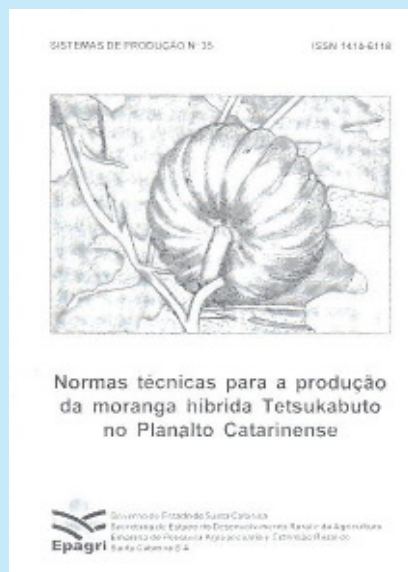 SISTEMAS DE PRODUÇÃO Nº 35 ISSN 1414-6118
Normas técnicas para a produção
da moranga híbrida Tetsukabuto
no Planalto Catarinense
Governo do Estado de Santa Catarina
Secretaria de Estado do Desenvolvimento Rural e da Agricultura
Empresa de Pesquisa Agropecuária e Extensão Rural de
Santa Catarina S.A.
Epagri